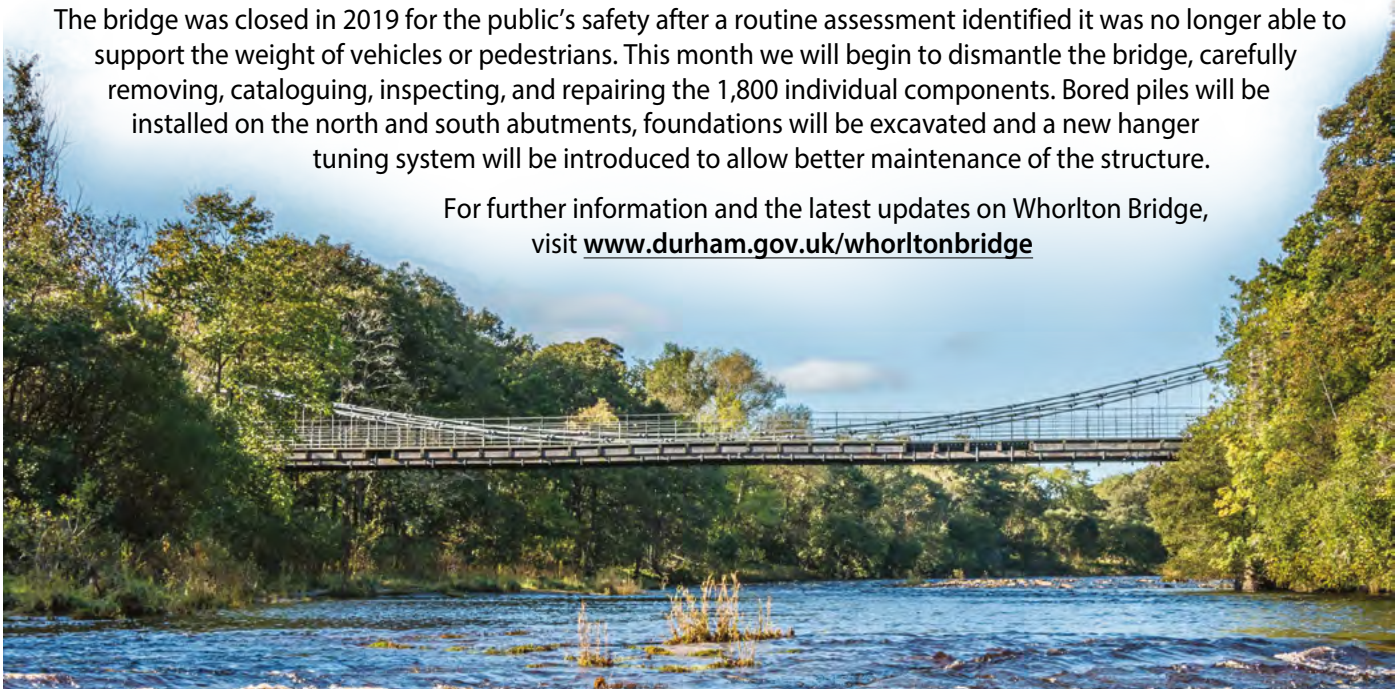 The bridge was closed in 2019 for the public’s safety after a routine assessment identified it was no longer able to
support the weight of vehicles or pedestrians. This month we will begin to dismantle the bridge, carefully
removing, cataloguing, inspecting, and repairing the 1,800 individual components. Bored piles will be
installed on the north and south abutments, foundations will be excavated and a new hanger
tuning system will be introduced to allow better maintenance of the structure.
For further information and the latest updates on Whorlton Bridge,
visit www.durham.gov.uk/whorltonbridge